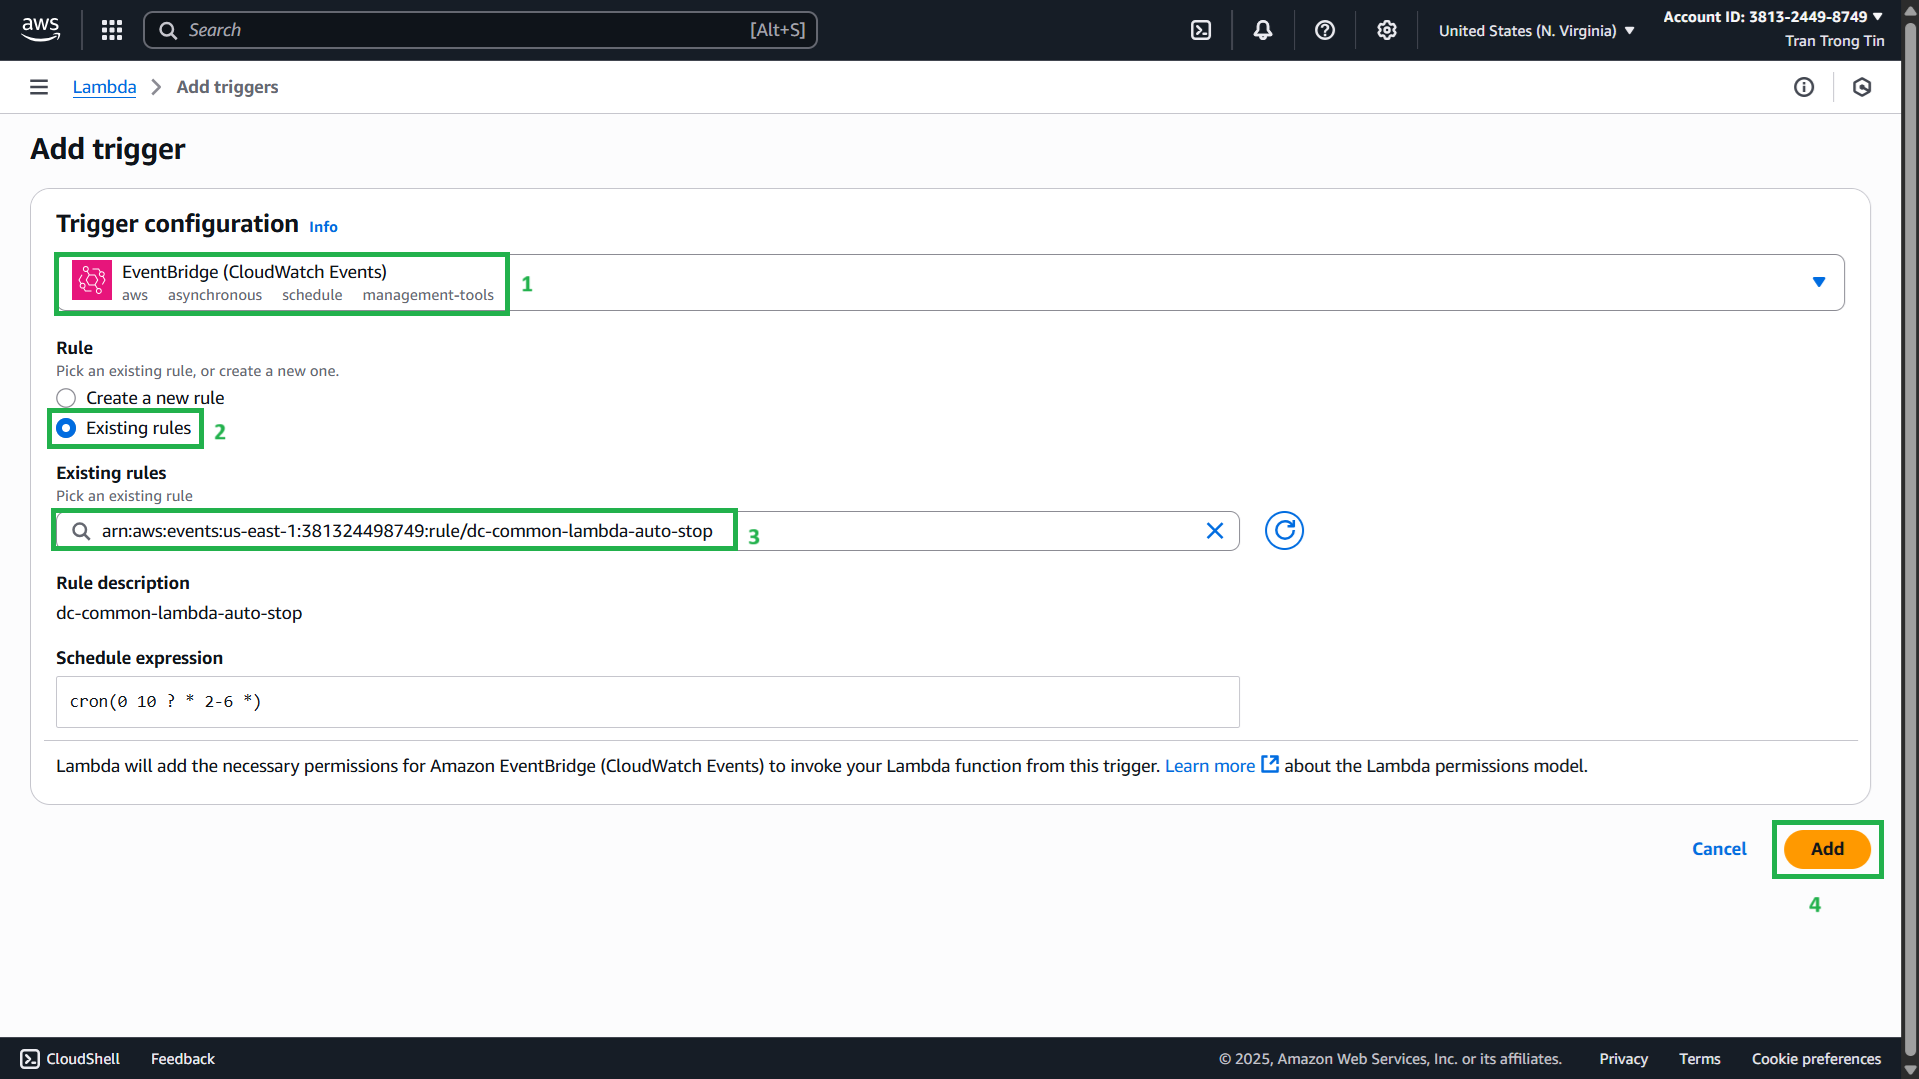 aws
Search [Alt+S]
United States (N. Virginia)
Account ID: 3813-2449-8749
Tran Trong Tin
Lambda > Add triggers
Add trigger
Trigger configuration Info
EventBridge (CloudWatch Events)
aws asynchronous schedule management-tools
1
Rule
Pick an existing rule, or create a new one.
Create a new rule
Existing rules
2
Existing rules
Pick an existing rule
arn:aws:events:us-east-1:381324498749:rule/dc-common-lambda-auto-stop
3
Rule description
dc-common-lambda-auto-stop
Schedule expression
cron(0 10 ? * 2-6 *)
Lambda will add the necessary permissions for Amazon EventBridge (CloudWatch Events) to invoke your Lambda function from this trigger. Learn more about the Lambda permissions model.
Cancel Add
4
CloudShell Feedback © 2025, Amazon Web Services, Inc. or its affiliates. Privacy Terms Cookie preferences